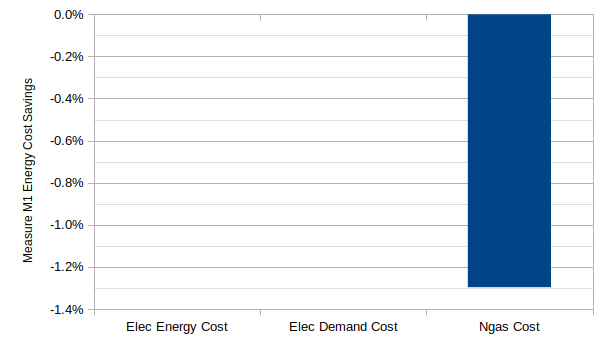 0.0%
-0.2%
-0.4%
-0.6%
-0.8%
-1.0%
-1.2%
-1.4%
Measure M1 Energy Cost Savings
Elec Energy Cost
Elec Demand Cost
Ngas Cost